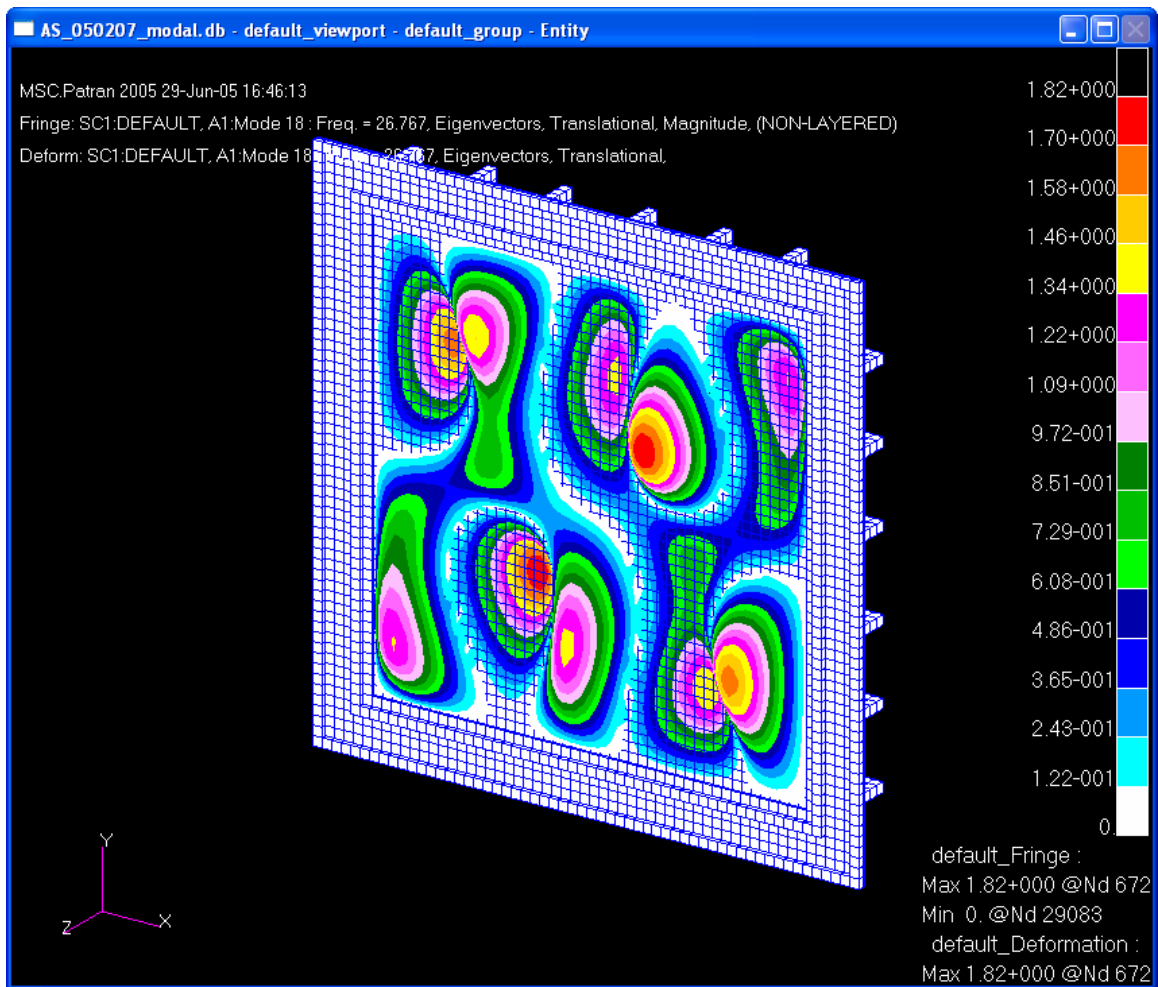 AS_050207_modal.db - default_viewport - default_group - Entity
MSC.Patran 2005 29-Jun-05 16:46:13
Fringe: SC1:DEFAULT, A1:Mode 18 : Freq. = 26.767, Eigenvectors, Translational, Magnitude, (NON-LAYERED)
Deform: SC1:DEFAULT, A1:Mode 18 67, Eigenvectors, Translational,
1.82+000
1.70+000
1.58+000
1.46+000
1.34+000
1.22+000
1.09+000
9.72-001
8.51-001
7.29-001
6.08-001
4.86-001
3.65-001
2.43-001
1.22-001
0.
default_Fringe :
Max 1.82+000 @Nd 672
Min 0. @Nd 29083
default_Deformation :
Max 1.82+000 @Nd 672
Y
Z
X